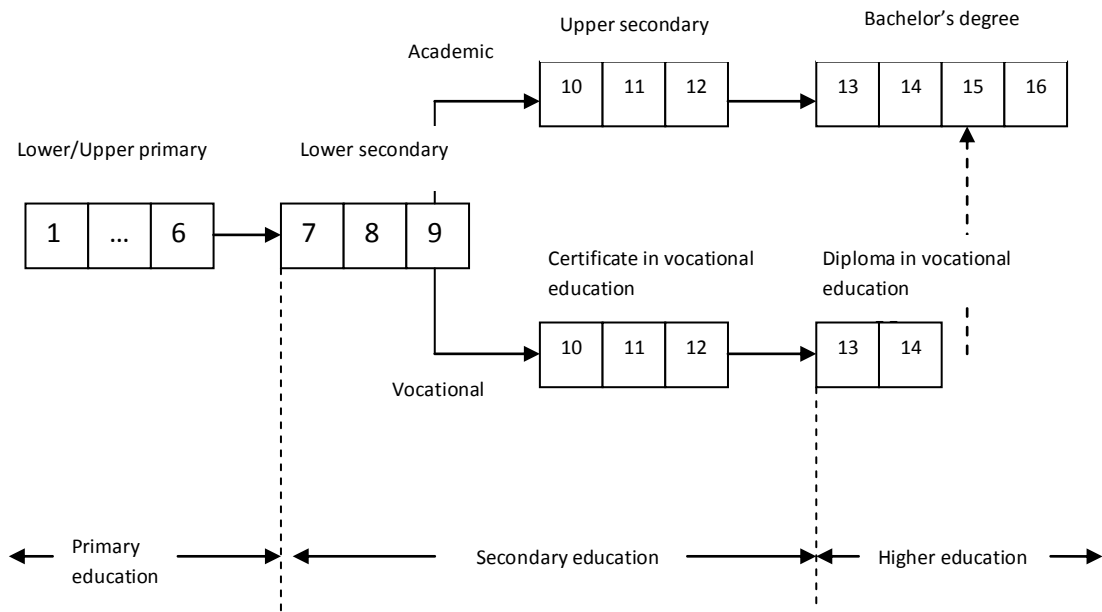 Upper secondary
Bachelor’s degree
Academic
10 11 12
13 14 15 16
Lower/Upper primary
Lower secondary
1 ... 6
7 8 9
Certificate in vocational
education
Diploma in vocational
education
10 11 12
13 14
Vocational
Primary
education
Secondary education
Higher education